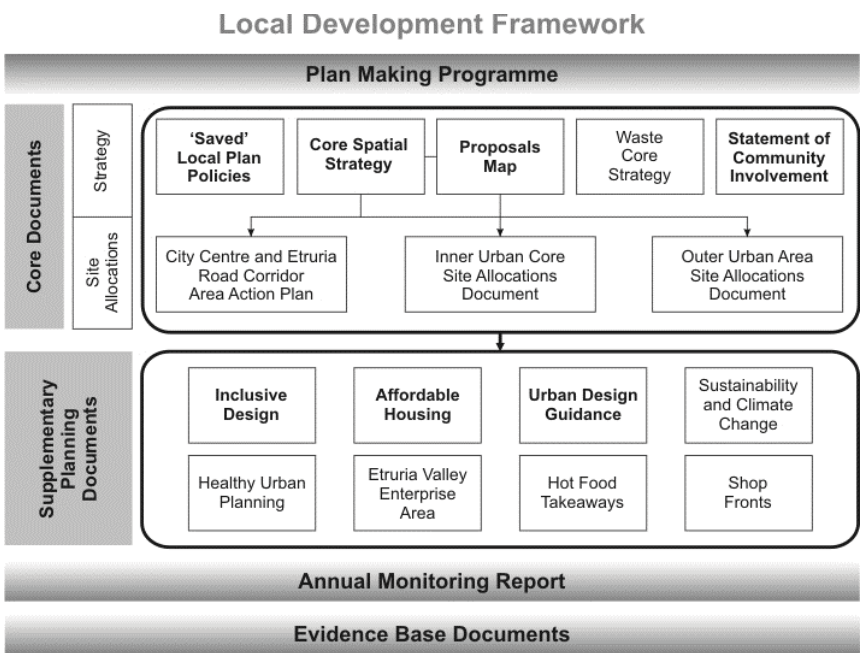 Local Development Framework
Plan Making Programme
Core Documents
Strategy
‘Saved’
Local Plan
Policies
Core Spatial
Strategy
Proposals
Map
Waste
Core
Strategy
Statement of
Community
Involvement
Site
Allocations
City Centre and Etruria
Road Corridor
Area Action Plan
Inner Urban Core
Site Allocations
Document
Outer Urban Area
Site Allocations
Document
Supplementary
Planning
Documents
Inclusive
Design
Affordable
Housing
Urban Design
Guidance
Sustainability
and Climate
Change
Healthy Urban
Planning
Etruria Valley
Enterprise
Area
Hot Food
Takeaways
Shop
Fronts
Annual Monitoring Report
Evidence Base Documents